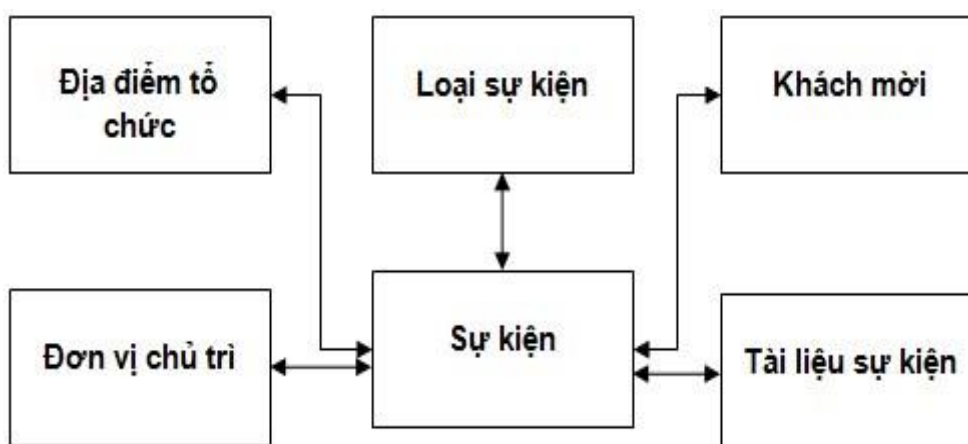 Địa điểm tổ
chức
Loại sự kiện
Khách mời
Đơn vị chủ trì
Sự kiện
Tài liệu sự kiện